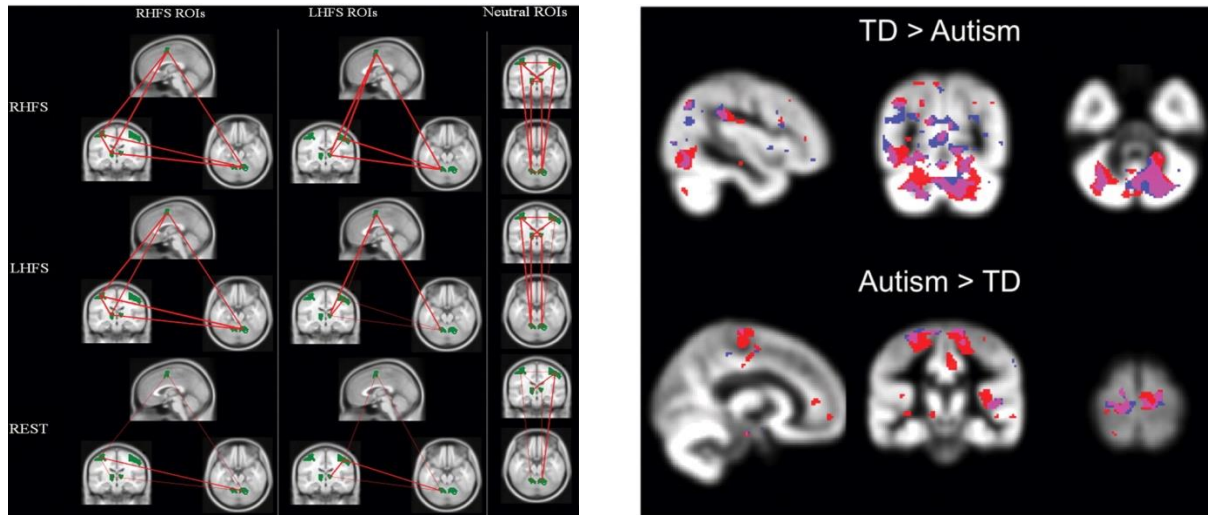 RHFS ROIs LHFS ROIs Neutral ROIs
RHFS
LHFS
REST
TD > Autism
Autism > TD